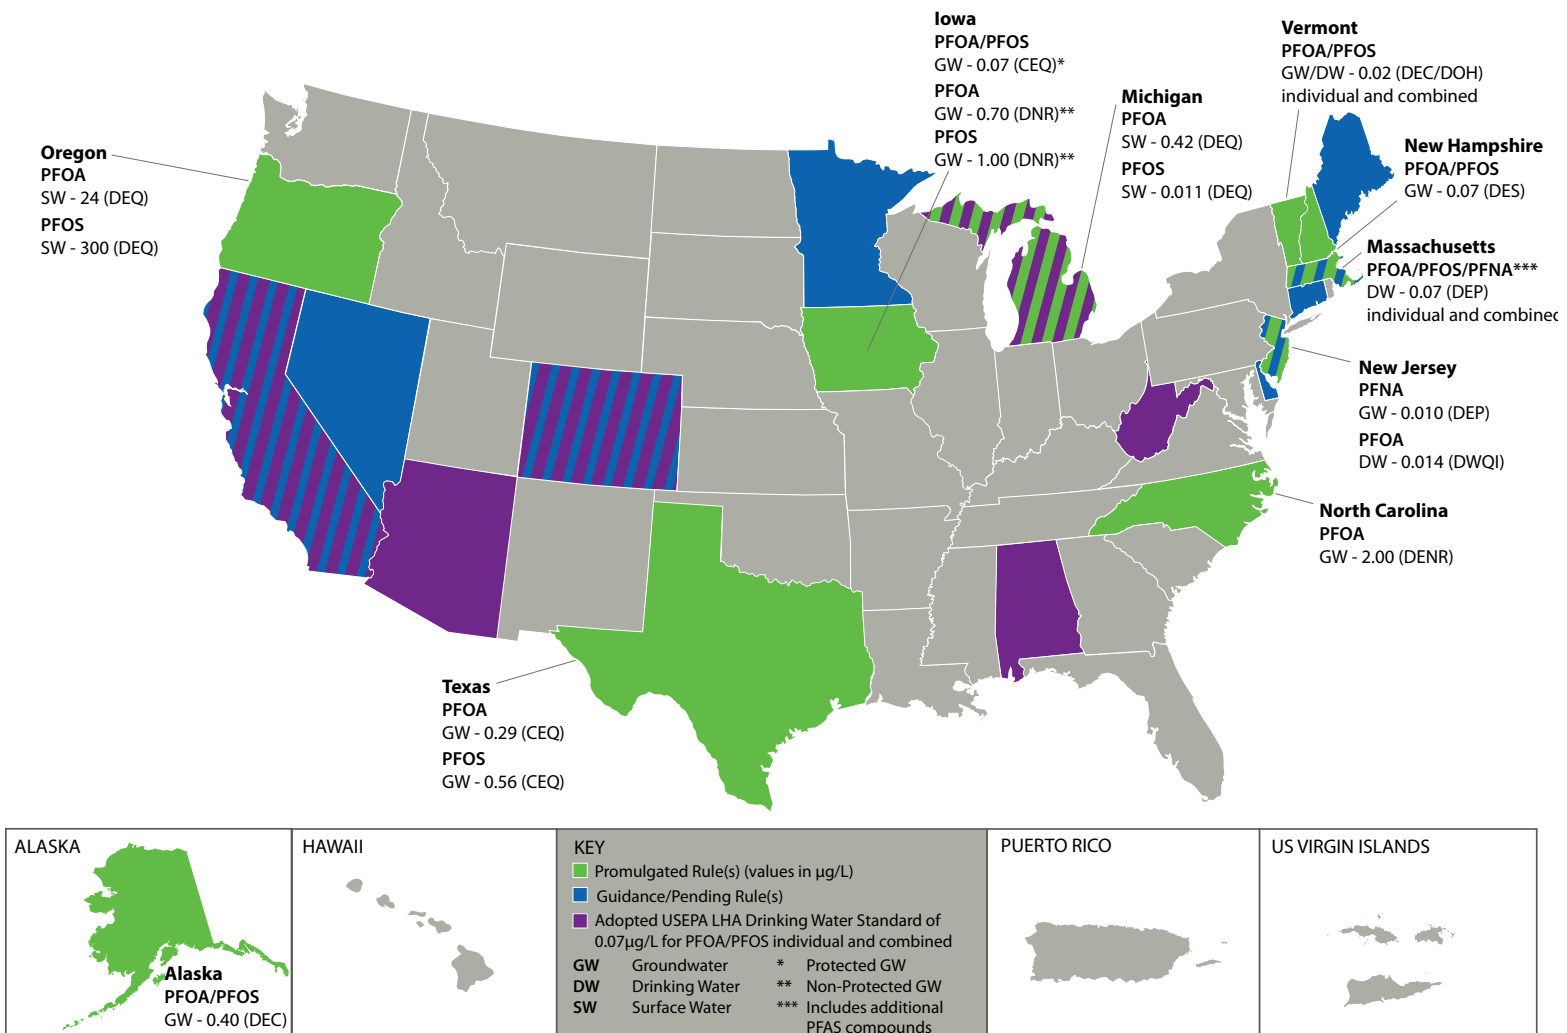 Iowa
PFOA/PFOS
GW - 0.07 (CEQ)*
PFOA
GW - 0.70 (DNR)**
PFOS
GW - 1.00 (DNR)**
Vermont
PFOA/PFOS
GW/DW - 0.02 (DEC/DOH)
individual and combined
Michigan
PFOA
SW - 0.42 (DEQ)
PFOS
SW - 0.011 (DEQ)
New Hampshire
PFOA/PFOS
GW - 0.07 (DES)
Oregon
PFOA
SW - 24 (DEQ)
PFOS
SW - 300 (DEQ)
Massachusetts
PFOA/PFOS/PFNA***
DW - 0.07 (DEP)
individual and combined
New Jersey
PFNA
GW - 0.010 (DEP)
PFOA
DW - 0.014 (DWQI)
North Carolina
PFOA
GW - 2.00 (DENR)
Texas
PFOA
GW - 0.29 (CEQ)
PFOS
GW - 0.56 (CEQ)
ALASKA
Alaska
PFOA/PFOS
GW - 0.40 (DEC)
HAWAII
KEY
Promulgated Rule(s) (values in µg/L)
Guidance/Pending Rule(s)
Adopted USEPA LHA Drinking Water Standard of
0.07µg/L for PFOA/PFOS individual and combined
GW Groundwater * Protected GW
DW Drinking Water ** Non-Protected GW
SW Surface Water *** Includes additional
PFAS compounds
PUERTO RICO
US VIRGIN ISLANDS